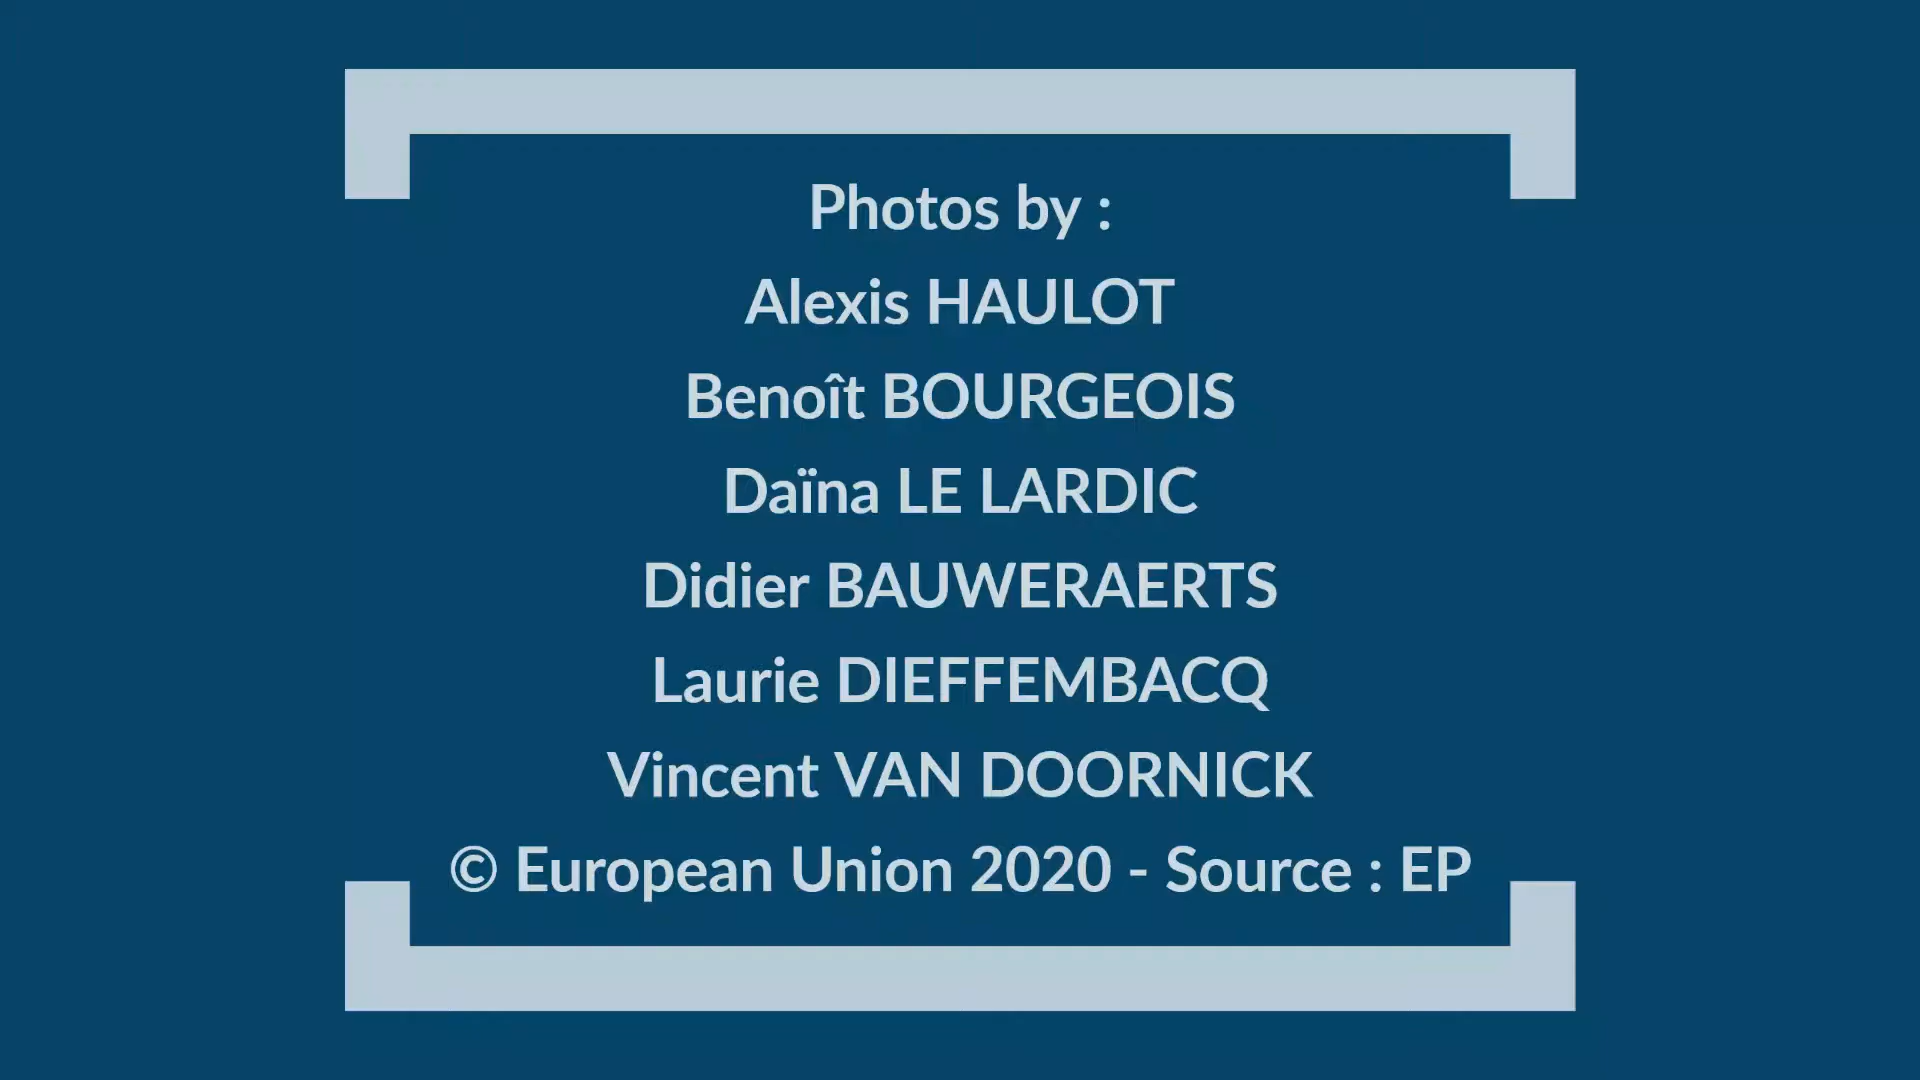 Photos by :
Alexis HAULOT
Benoît BOURGEOIS
Daïna LE LARDIC
Didier BAUWERAERTS
Laurie DIEFFEMBACQ
Vincent VAN DOORNICK
© European Union 2020 - Source : EP